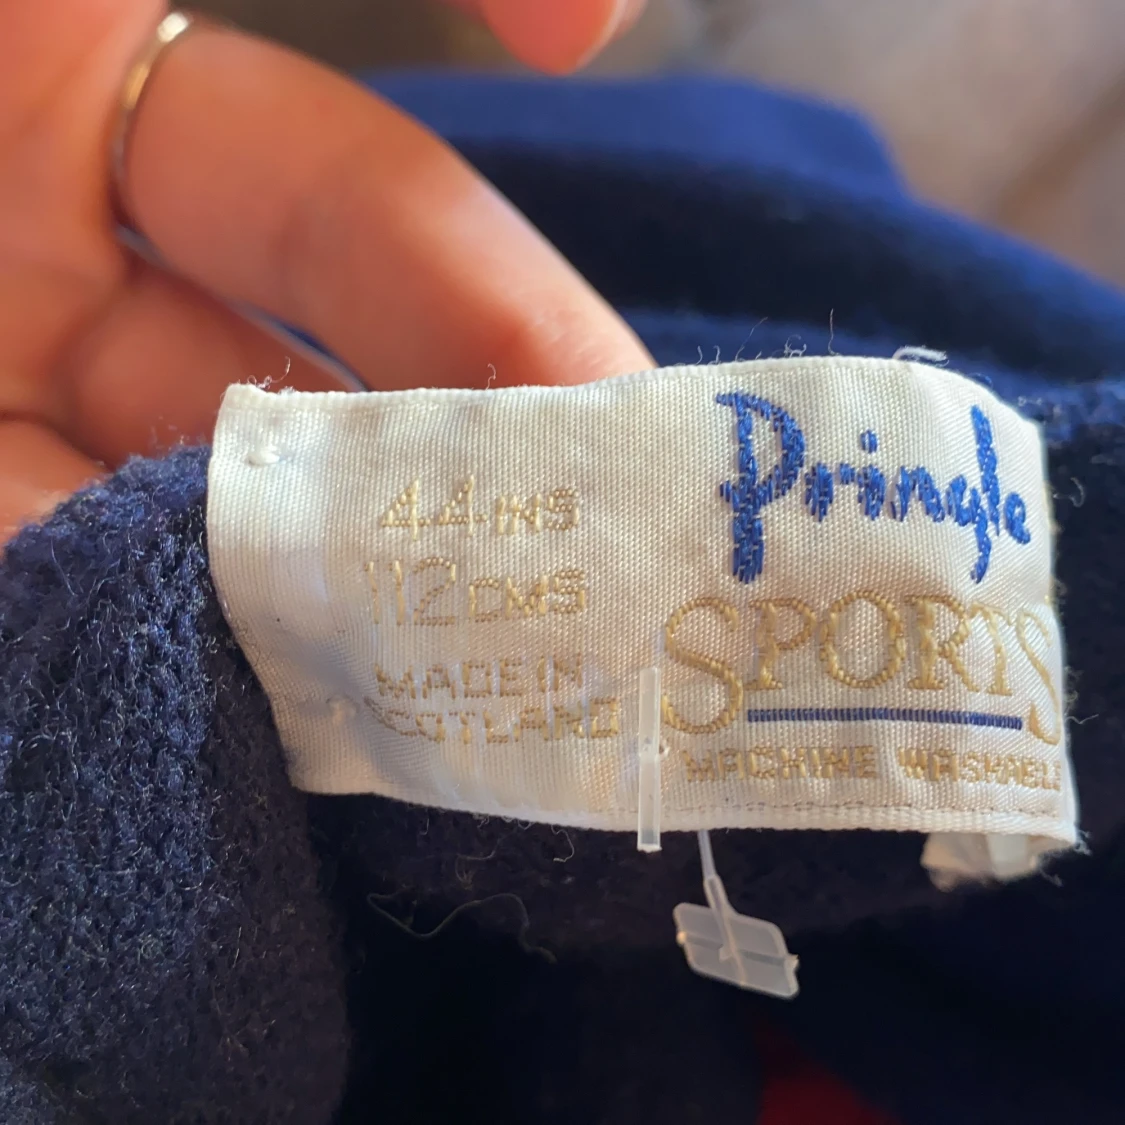 Pringle
SPORTS
MACHINE WASHABLE
44 INS
112 CMS
MADE IN
SCOTLAND